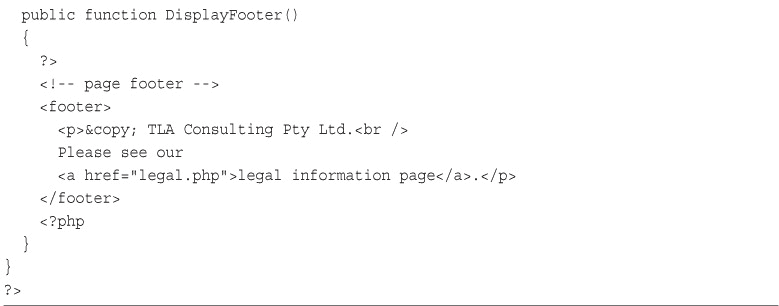 public function DisplayFooter()
  {
    ?>
    <!-- page footer -->
    <footer>
      <p>&copy; TLA Consulting Pty Ltd.<br />
      Please see our
      <a href="legal.php">legal information page</a>.</p>
    </footer>
    <?php
  }
}
?>